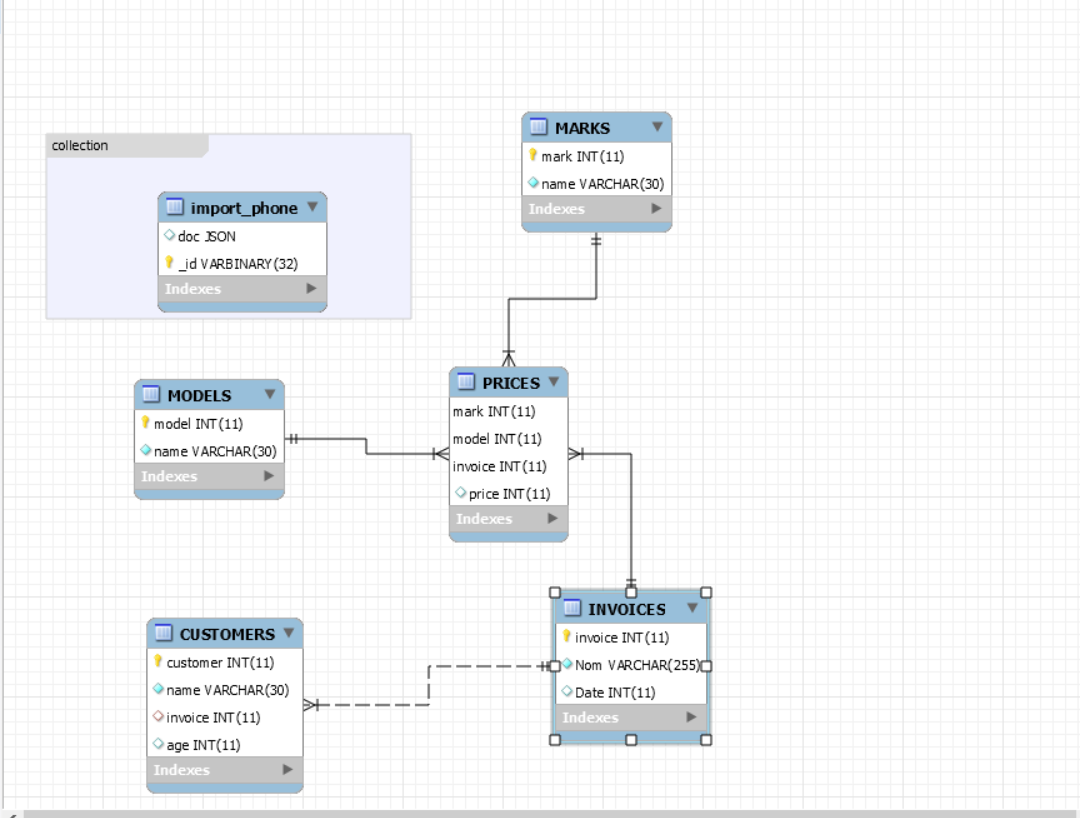 collection
import_phone
doc JSON
_id VARBINARY(32)
Indexes
MARKS
mark INT(11)
name VARCHAR(30)
Indexes
MODELS
model INT(11)
name VARCHAR(30)
Indexes
PRICES
mark INT(11)
model INT(11)
invoice INT(11)
price INT(11)
Indexes
CUSTOMERS
customer INT(11)
name VARCHAR(30)
invoice INT(11)
age INT(11)
Indexes
INVOICES
invoice INT(11)
Nom VARCHAR(255)
Date INT(11)
Indexes